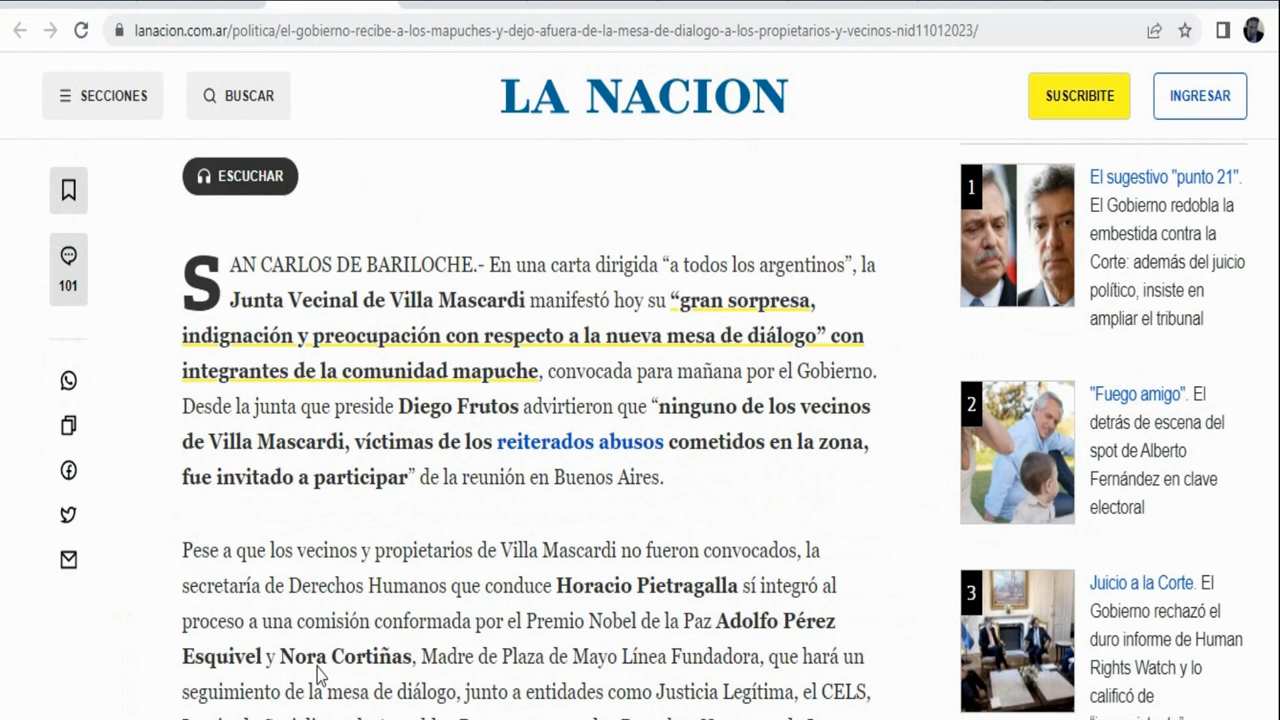 lanacion.com.ar/politica/el-gobierno-recibe-a-los-mapuches-y-dejo-afuera-de-la-mesa-de-dialogo-a-los-propietarios-y-vecinos-nid11012023/
SECCIONES
BUSCAR
LA NACION
SUSCRIBITE
INGRESAR
ESCUCHAR
101
SAN CARLOS DE BARILOCHE.- En una carta dirigida “a todos los argentinos”, la
Junta Vecinal de Villa Mascardi manifestó hoy su “gran sorpresa,
indignación y preocupación con respecto a la nueva mesa de diálogo” con
integrantes de la comunidad mapuche, convocada para mañana por el Gobierno.
Desde la junta que preside Diego Frutos advirtieron que “ninguno de los vecinos
de Villa Mascardi, víctimas de los reiterados abusos cometidos en la zona,
fue invitado a participar” de la reunión en Buenos Aires.
Pese a que los vecinos y propietarios de Villa Mascardi no fueron convocados, la
secretaría de Derechos Humanos que conduce Horacio Pietragalla sí integró al
proceso a una comisión conformada por el Premio Nobel de la Paz Adolfo Pérez
Esquivel y Nora Cortiñas, Madre de Plaza de Mayo Línea Fundadora, que hará un
seguimiento de la mesa de diálogo, junto a entidades como Justicia Legítima, el CELS,
1
El sugestivo "punto 21".
El Gobierno redobla la
embestida contra la
Corte: además del juicio
político, insiste en
ampliar el tribunal
2
"Fuego amigo". El
detrás de escena del
spot de Alberto
Fernández en clave
electoral
3
Juicio a la Corte. El
Gobierno rechazó el
duro informe de Human
Rights Watch y lo
calificó de